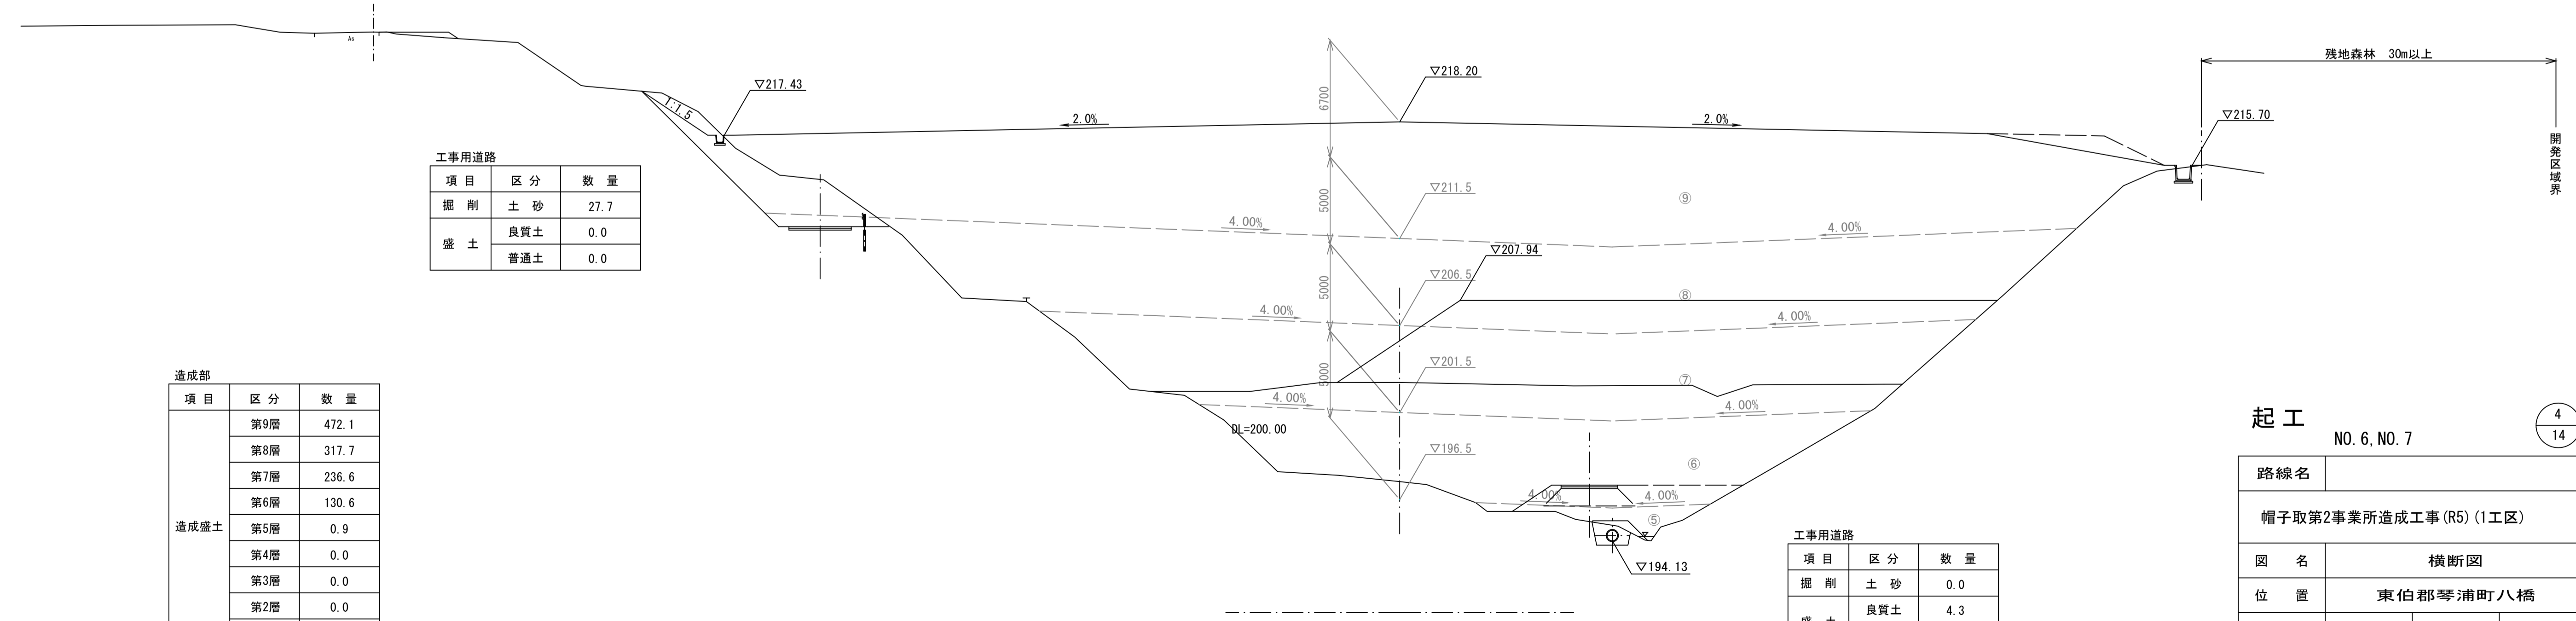 As
▽217.43
1:1.5
2.0%
6700
▽218.20
2.0%
残地森林　30m以上
▽215.70
開発区域界
工事用道路
項 目　区 分　数 量
掘 削　土 砂　27.7
盛 土　良質土　0.0
普通土　0.0
5000
▽211.5
⑨
4.00%
4.00%
▽207.94
5000
▽206.5
⑧
4.00%
4.00%
5000
▽201.5
⑦
4.00%
4.00%
DL=200.00
▽196.5
⑥
4.00%
4.00%
⑤
▽194.13
造成部
項 目　区 分　数 量
造成盛土　第9層　472.1
第8層　317.7
第7層　236.6
第6層　130.6
第5層　0.9
第4層　0.0
第3層　0.0
第2層　0.0
工事用道路
項 目　区 分　数 量
掘 削　土 砂　0.0
盛 土　良質土　4.3
起工
NO.6,NO.7
4
14
路線名
帽子取第2事業所造成工事(R5)(1工区)
図　名　横断図
位　置　東伯郡琴浦町八橋